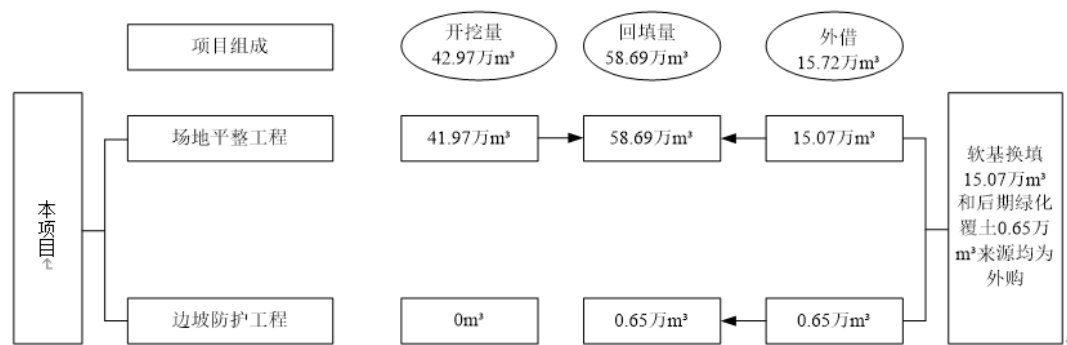 项目组成
开挖量
42.97万m³
回填量
58.69万m³
外借
15.72万m³
本项目
场地平整工程
41.97万m³
58.69万m³
15.07万m³
软基换填
15.07万m³
和后期绿化
覆土0.65万
m³来源均为
外购
边坡防护工程
0m³
0.65万m³
0.65万m³